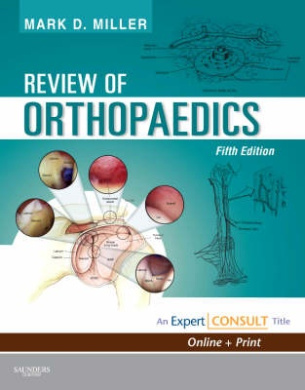 MARK D. MILLER
REVIEW OF
ORTHOPAEDICS
Fifth Edition
An Expert CONSULT Title
Online + Print
SAUNDERS
ELSEVIER